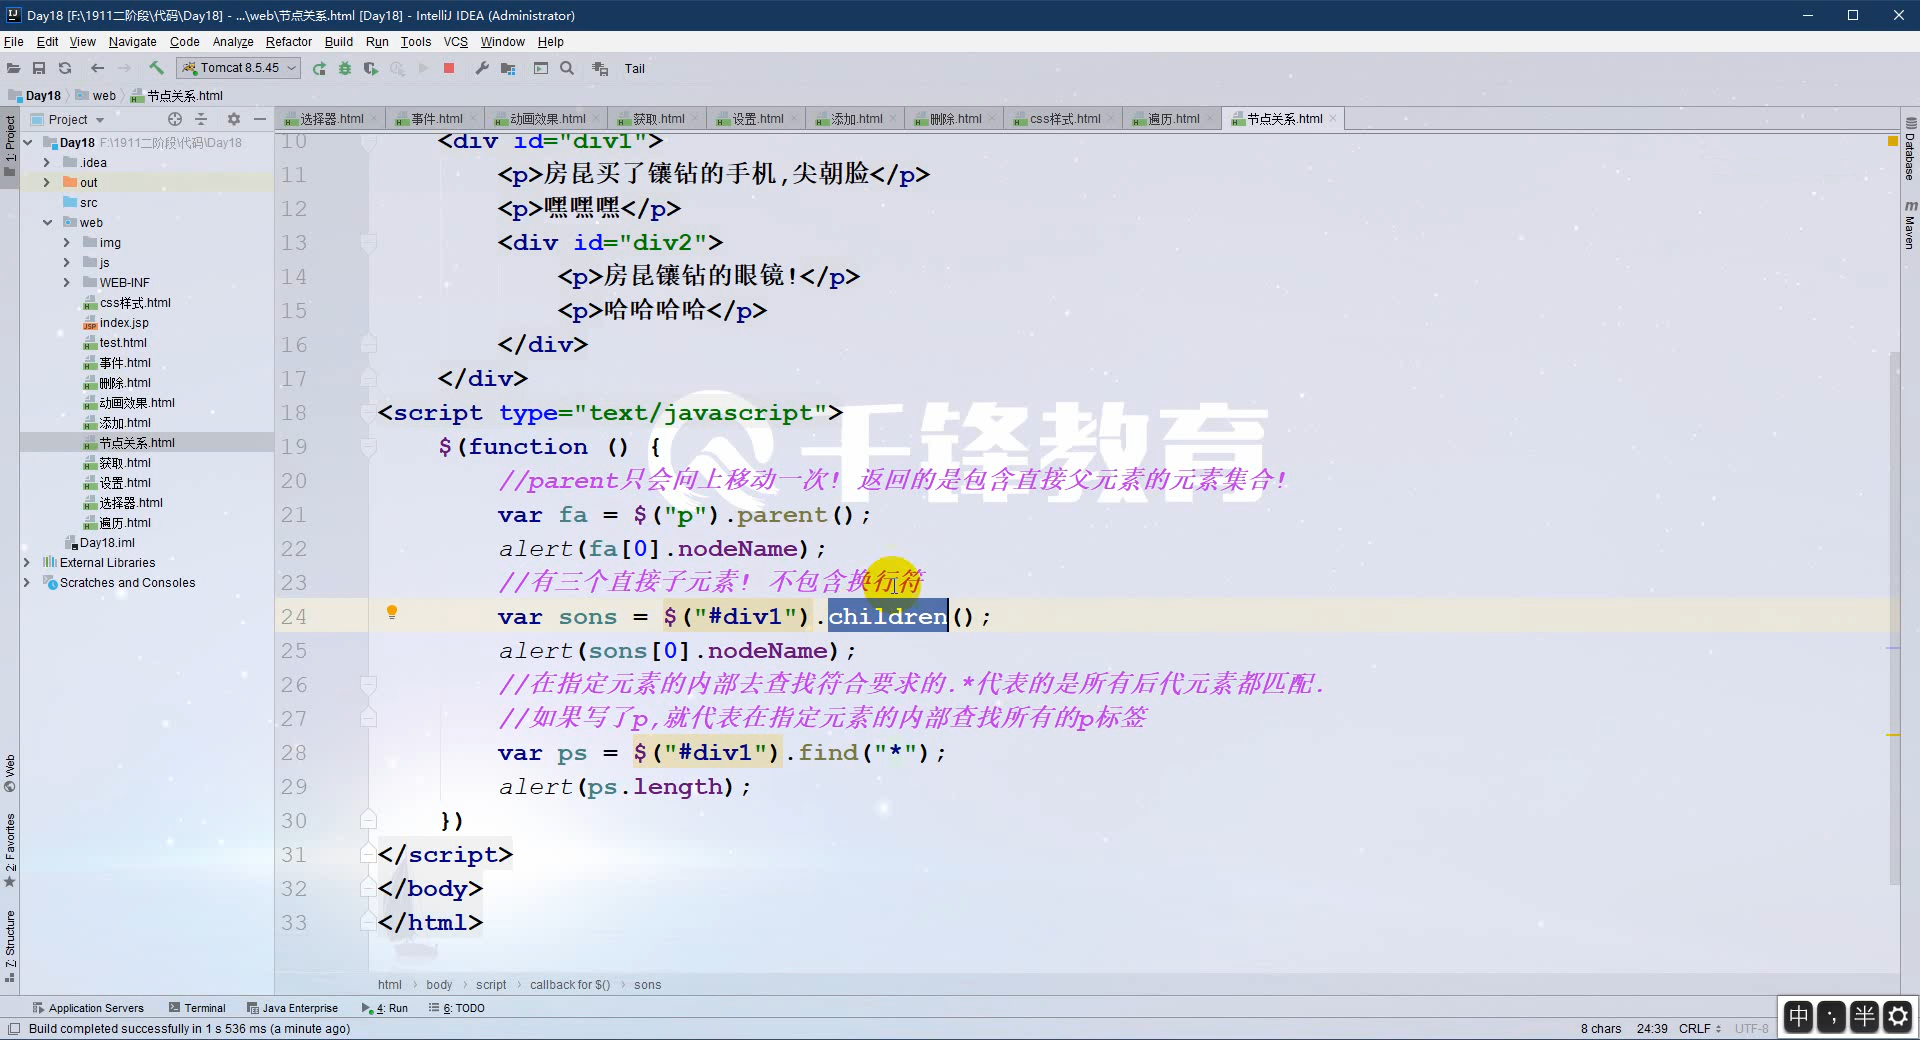 Day18 [F:\1911二阶段\代码\Day18] - ...\web\节点关系.html [Day18] - IntelliJ IDEA (Administrator)
File Edit View Navigate Code Analyze Refactor Build Run Tools VCS Window Help
Tomcat 8.5.45 Tail
Day18 web 节点关系.html
Project
选择器.html 事件.html 动画效果.html 获取.html 设置.html 添加.html 删除.html css样式.html 遍历.html 节点关系.html
1: Project
Day18 F:\1911二阶段\代码\Day18
.idea
out
src
web
img
js
WEB-INF
css样式.html
index.jsp
test.html
事件.html
删除.html
动画效果.html
添加.html
节点关系.html
获取.html
设置.html
选择器.html
遍历.html
Day18.iml
External Libraries
Scratches and Consoles
Web
2: Favorites
7: Structure
10 <div id="div1">
11 <p>房昆买了镶钻的手机,尖朝脸</p>
12 <p>嘿嘿嘿</p>
13 <div id="div2">
14 <p>房昆镶钻的眼镜!</p>
15 <p>哈哈哈哈</p>
16 </div>
17 </div>
18 <script type="text/javascript">
19 $(function () {
20 //parent只会向上移动一次! 返回的是包含直接父元素的元素集合!
21 var fa = $("p").parent();
22 alert(fa[0].nodeName);
23 //有三个直接子元素! 不包含换行符
24 var sons = $("#div1").children();
25 alert(sons[0].nodeName);
26 //在指定元素的内部去查找符合要求的.*代表的是所有后代元素都匹配.
27 //如果写了p,就代表在指定元素的内部查找所有的p标签
28 var ps = $("#div1").find("*");
29 alert(ps.length);
30 })
31 </script>
32 </body>
33 </html>
千锋教育
Database
Maven
html body script callback for $() sons
Application Servers Terminal Java Enterprise 4: Run 6: TODO
Build completed successfully in 1 s 536 ms (a minute ago)
8 chars 24:39 CRLF UTF-8
中 半